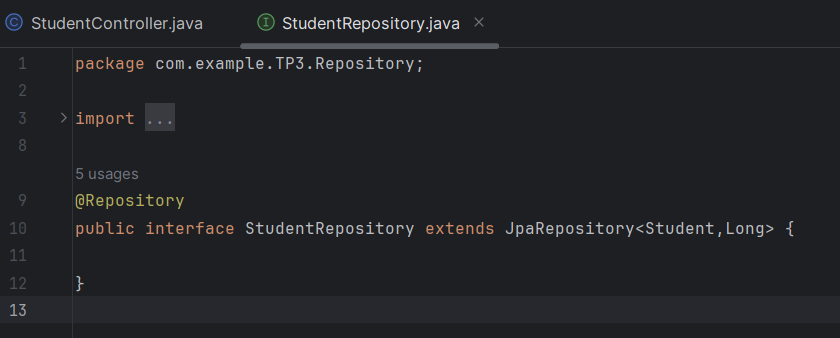 StudentController.java
StudentRepository.java
1 package com.example.TP3.Repository;
2
3 import ...
8
5 usages
9 @Repository
10 public interface StudentRepository extends JpaRepository<Student,Long> {
11
12 }
13